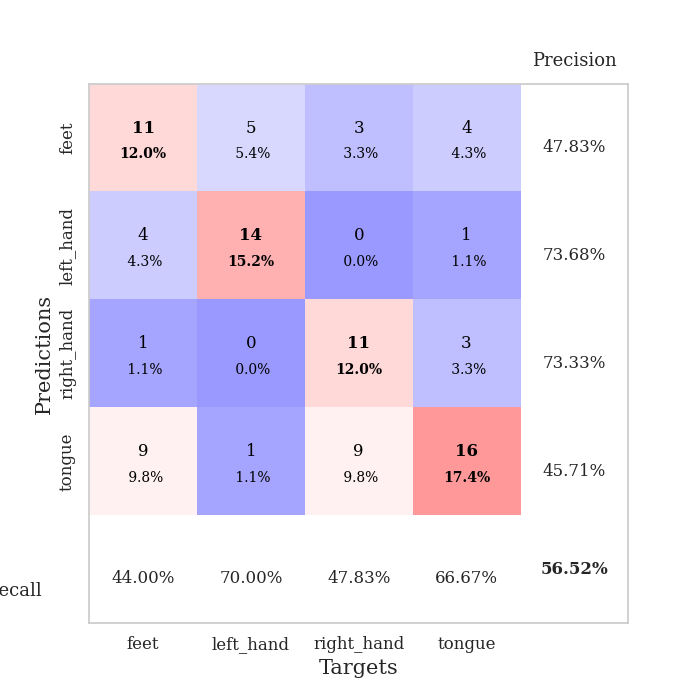 Precision
feet 11 5 3 4
12.0% 5.4% 3.3% 4.3% 47.83%
left_hand 4 14 0 1
4.3% 15.2% 0.0% 1.1% 73.68%
right_hand 1 0 11 3
1.1% 0.0% 12.0% 3.3% 73.33%
tongue 9 1 9 16
9.8% 1.1% 9.8% 17.4% 45.71%
Predictions
ecall 44.00% 70.00% 47.83% 66.67% 56.52%
feet left_hand right_hand tongue
Targets